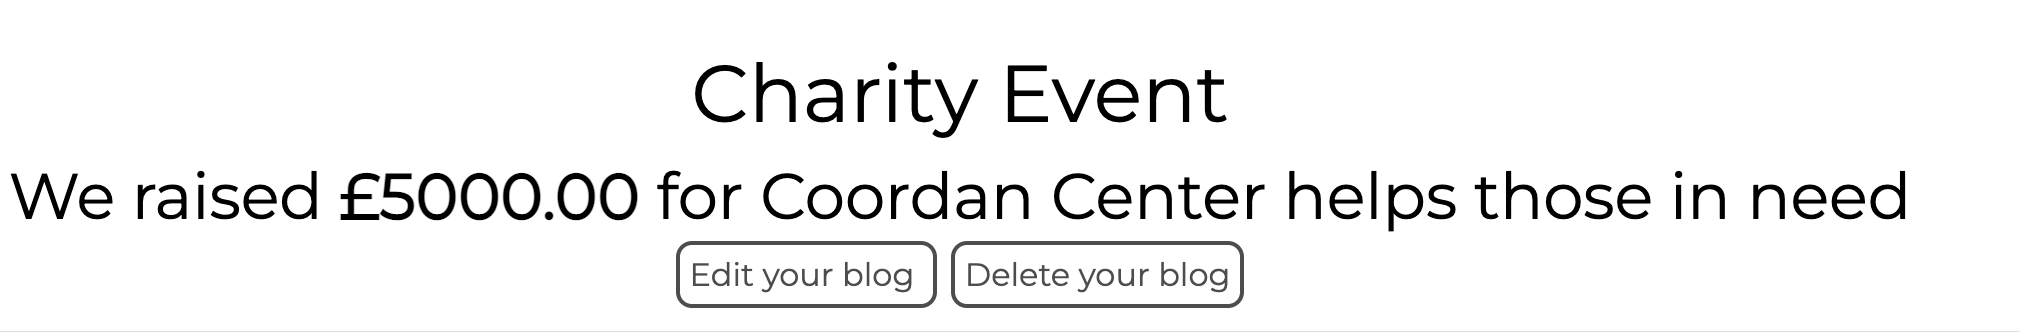 Charity Event
We raised £5000.00 for Coordan Center helps those in need
Edit your blog Delete your blog